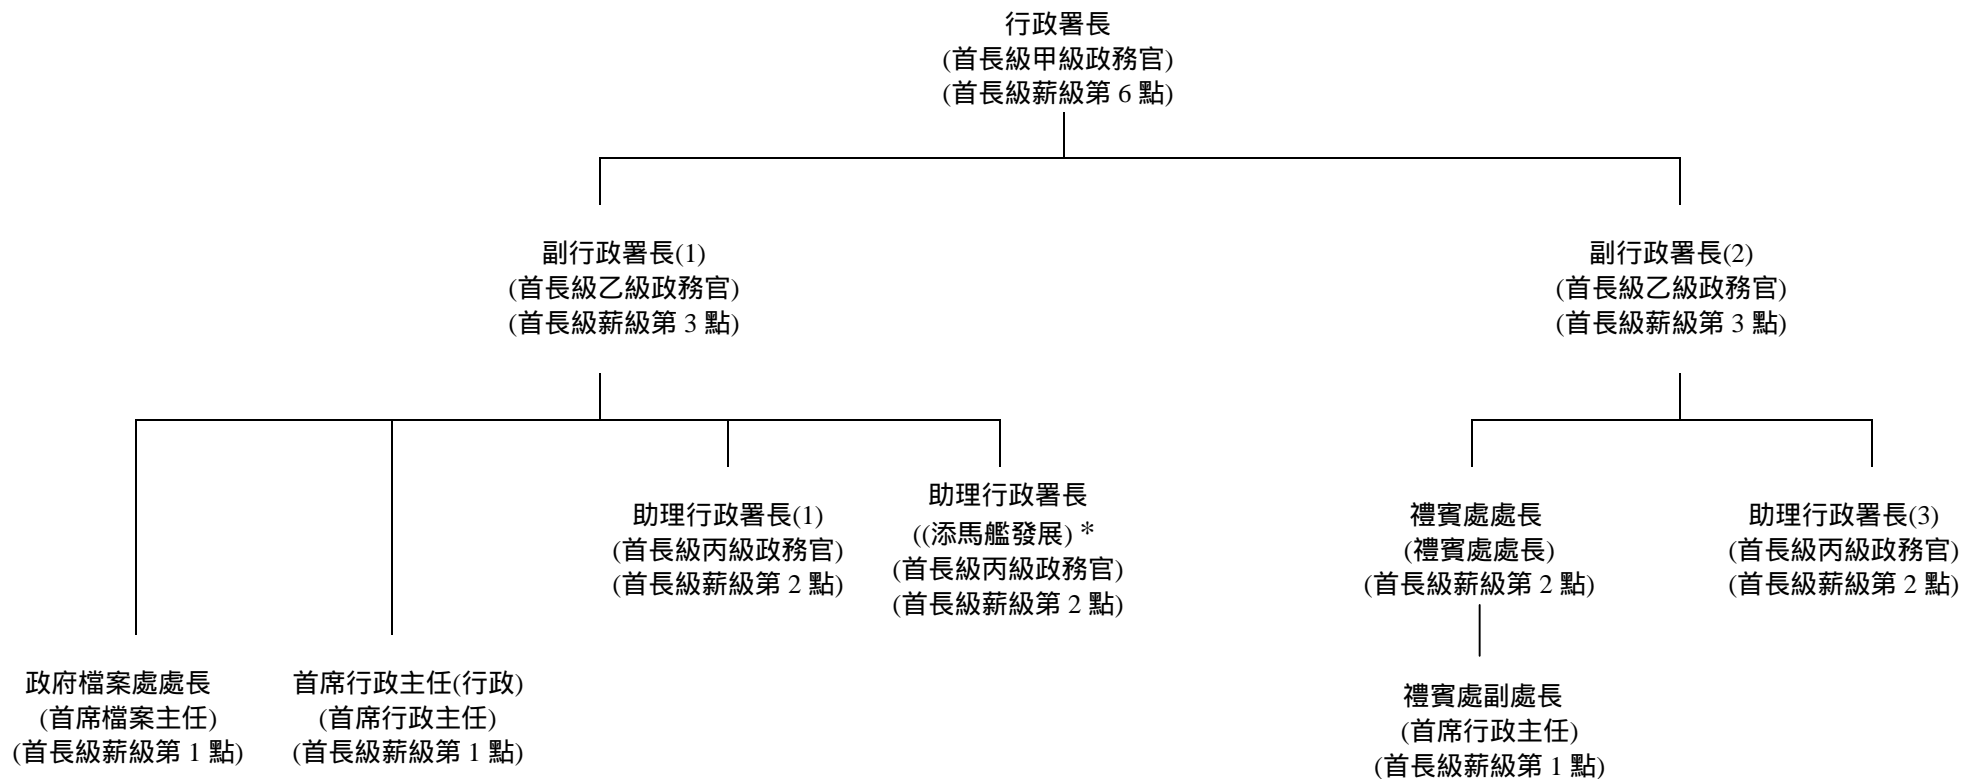 行政署長
(首長級甲級政務官)
(首長級薪級第 6 點)
副行政署長(1)
(首長級乙級政務官)
(首長級薪級第 3 點)
副行政署長(2)
(首長級乙級政務官)
(首長級薪級第 3 點)
政府檔案處處長
(首席檔案主任)
(首長級薪級第 1 點)
首席行政主任(行政)
(首席行政主任)
(首長級薪級第 1 點)
助理行政署長(1)
(首長級丙級政務官)
(首長級薪級第 2 點)
助理行政署長
((添馬艦發展) *
(首長級丙級政務官)
(首長級薪級第 2 點)
禮賓處處長
(禮賓處處長)
(首長級薪級第 2 點)
禮賓處副處長
(首席行政主任)
(首長級薪級第 1 點)
助理行政署長(3)
(首長級丙級政務官)
(首長級薪級第 2 點)